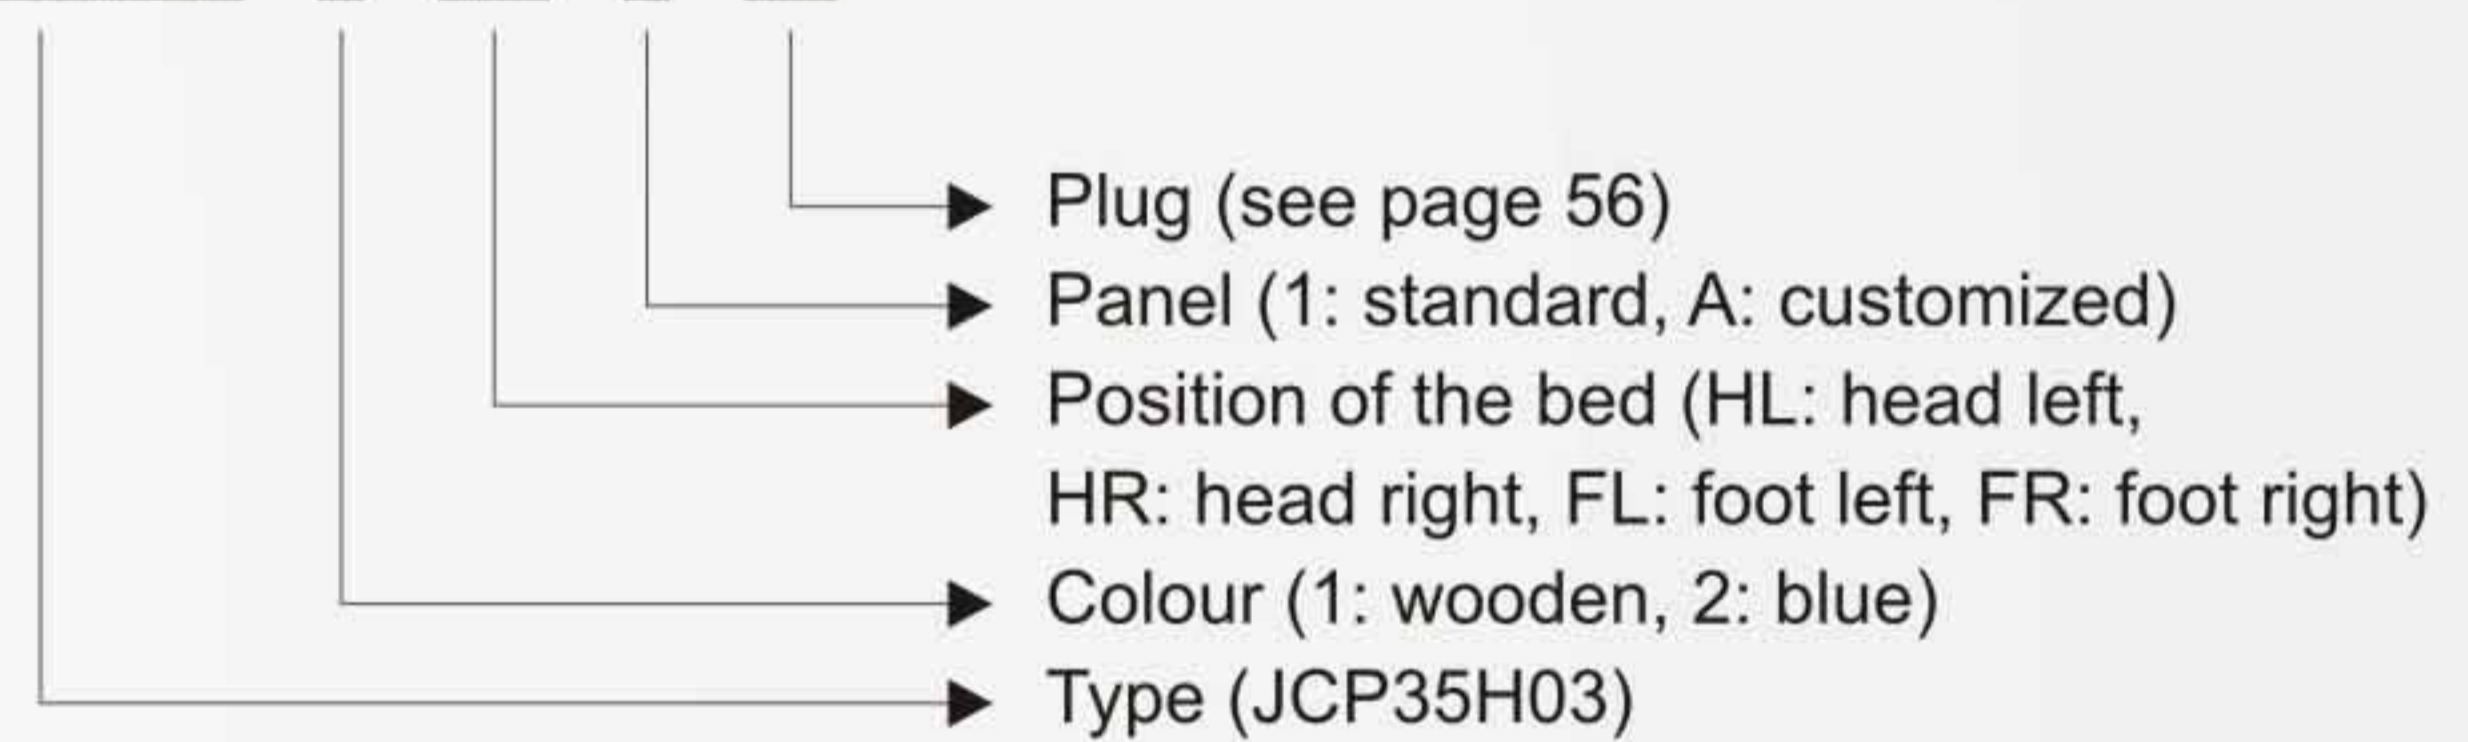 Plug (see page 56)
Panel (1: standard, A: customized)
Position of the bed (HL: head left,
HR: head right, FL: foot left, FR: foot right)
Colour (1: wooden, 2: blue)
Type (JCP35H03)